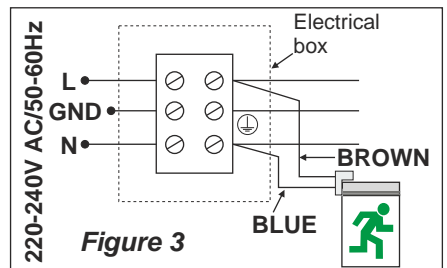 220-240V AC/50-60Hz
Electrical
box
L
GND
N
BROWN
BLUE
Figure 3